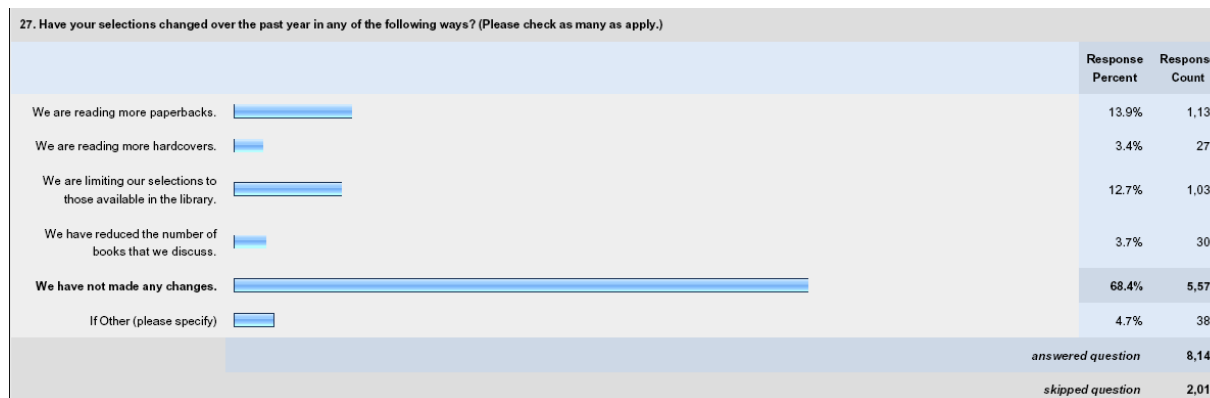 27. Have your selections changed over the past year in any of the following ways? (Please check as many as apply.)
Response Percent
Respons Count
We are reading more paperbacks. 13.9% 1,13
We are reading more hardcovers. 3.4% 27
We are limiting our selections to
those available in the library. 12.7% 1,03
We have reduced the number of
books that we discuss. 3.7% 30
We have not made any changes. 68.4% 5,57
If Other (please specify) 4.7% 38
answered question 8,14
skipped question 2,01